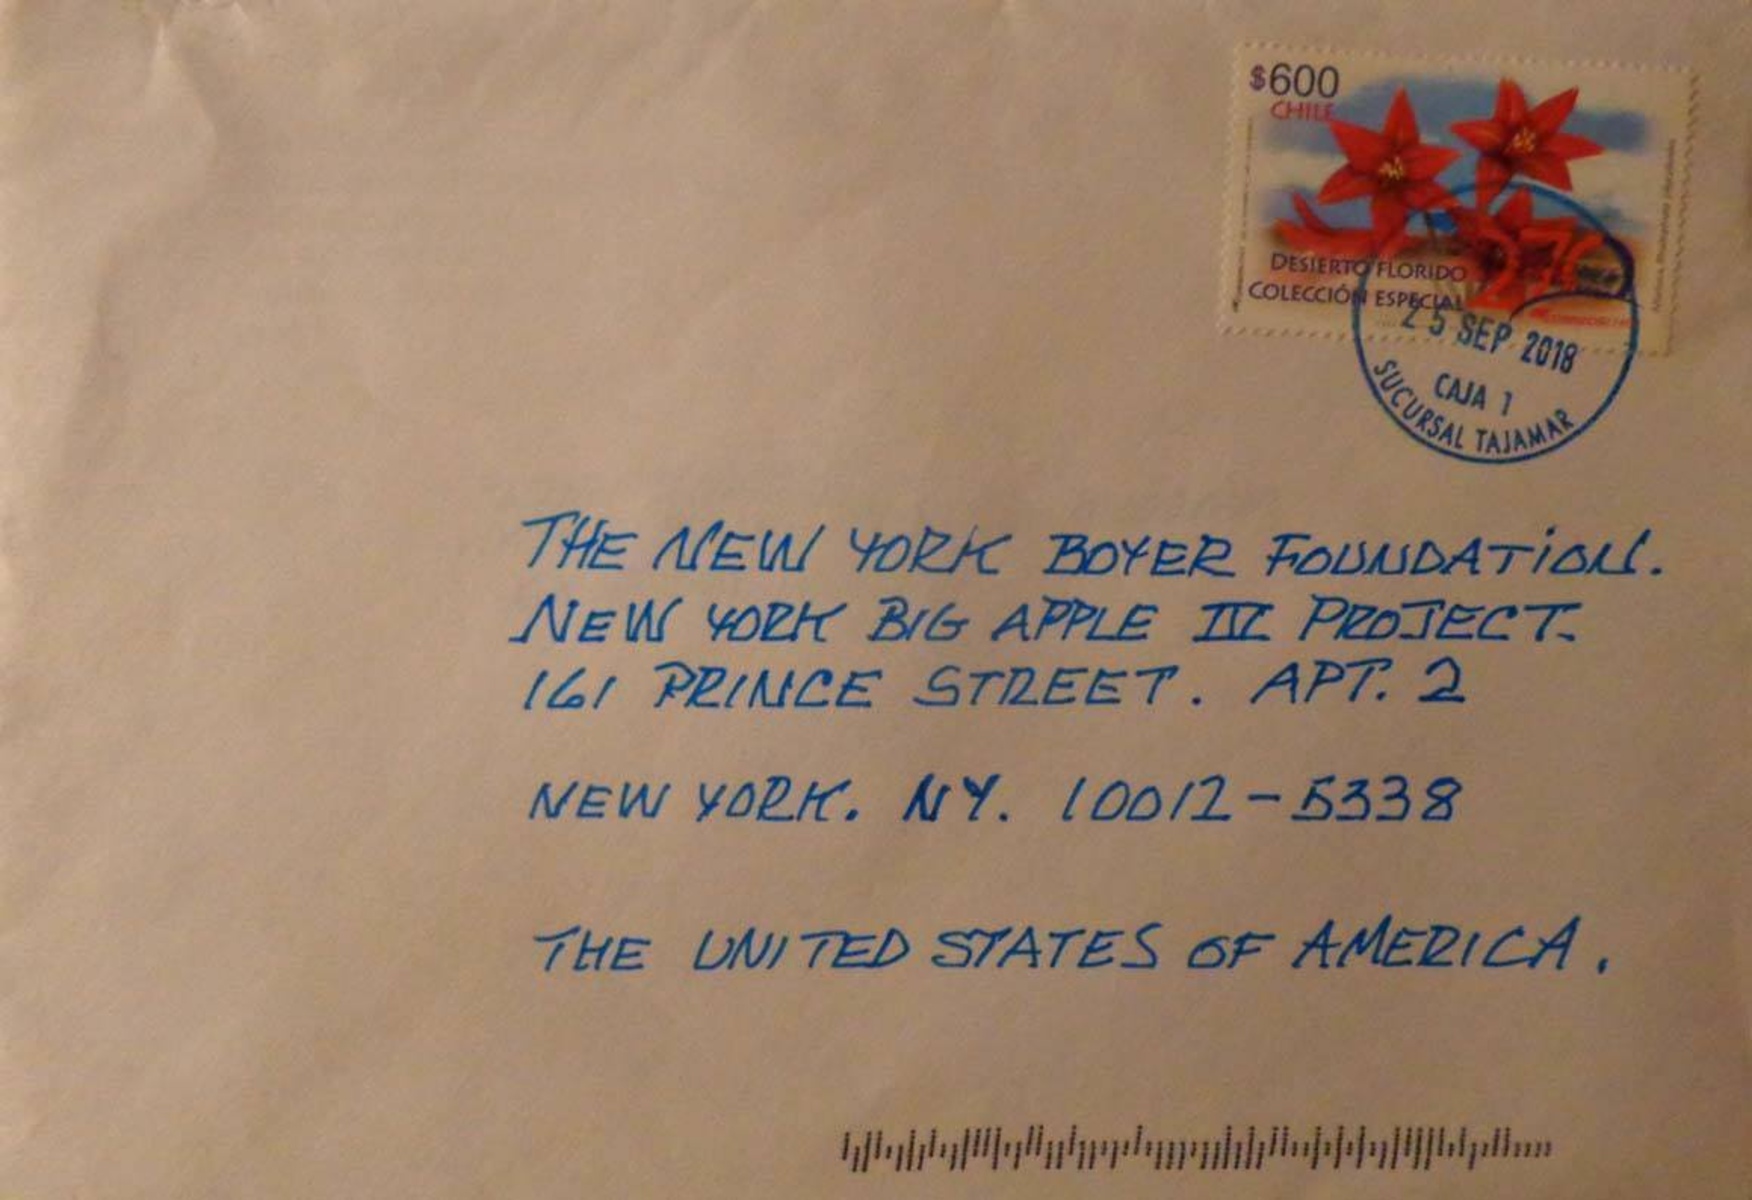 $600
CHILE
DESIERTO FLORIDO
COLECCIÓN ESPECIAL
25 SEP 2018
CAJA 1
SUCURSAL TAJAMAR
THE NEW YORK BOYER FOUNDATION.
NEW YORK BIG APPLE IV PROJECT.
161 PRINCE STREET. APT. 2
NEW YORK. NY. 10012-5338
THE UNITED STATES OF AMERICA.